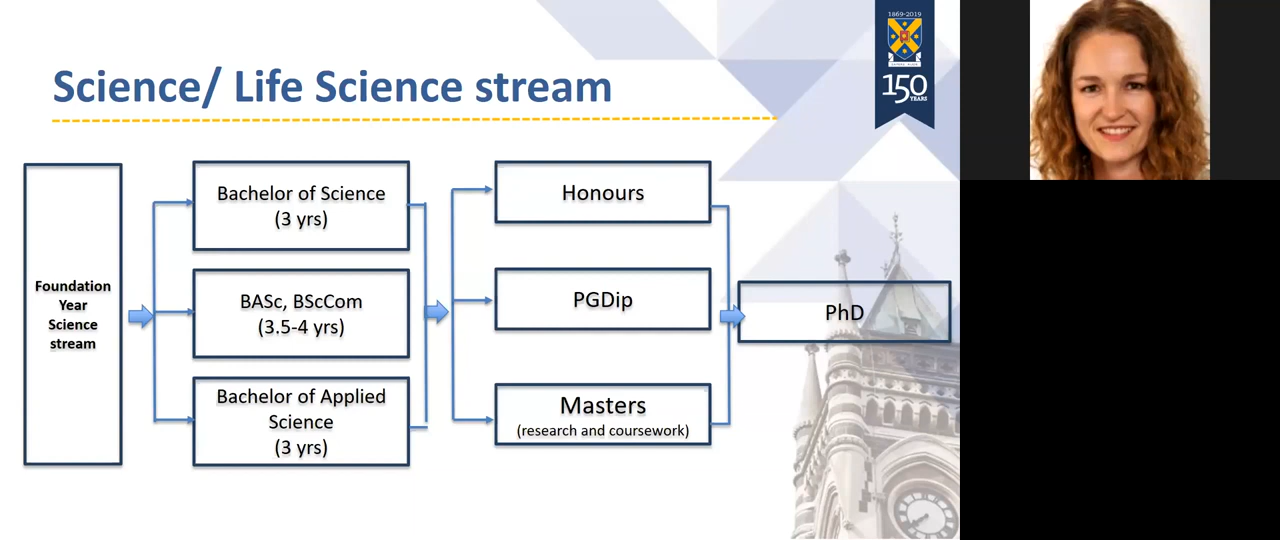 1869-2019
150
YEARS
Science/ Life Science stream
Foundation
Year
Science
stream
Bachelor of Science
(3 yrs)
BASc, BScCom
(3.5-4 yrs)
Bachelor of Applied
Science
(3 yrs)
Honours
PGDip
Masters
(research and coursework)
PhD